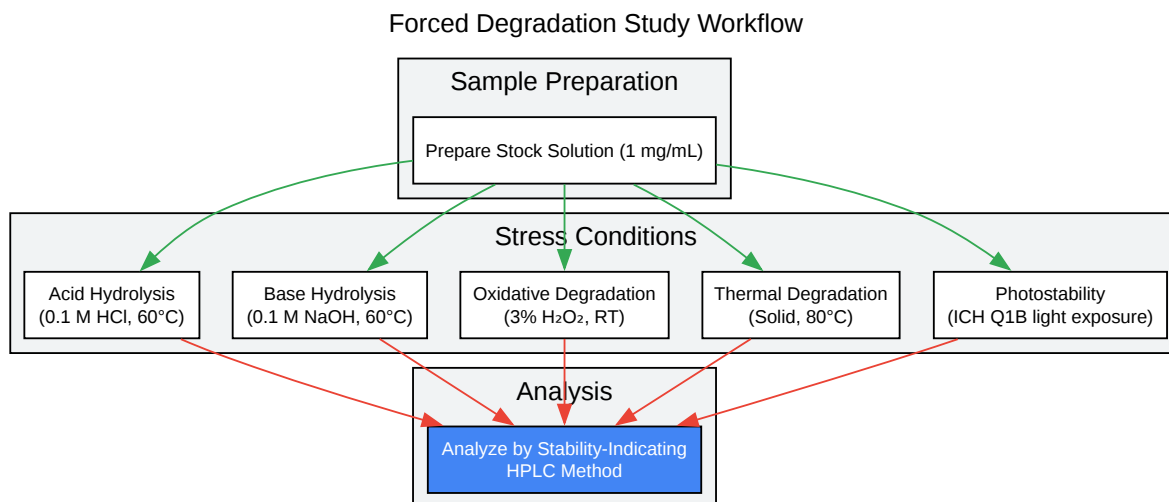 Forced Degradation Study Workflow
Sample Preparation
Prepare Stock Solution (1 mg/mL)
Stress Conditions
Acid Hydrolysis
(0.1 M HCl, 60°C)
Base Hydrolysis
(0.1 M NaOH, 60°C)
Oxidative Degradation
(3% H₂O₂, RT)
Thermal Degradation
(Solid, 80°C)
Photostability
(ICH Q1B light exposure)
Analysis
Analyze by Stability-Indicating
HPLC Method